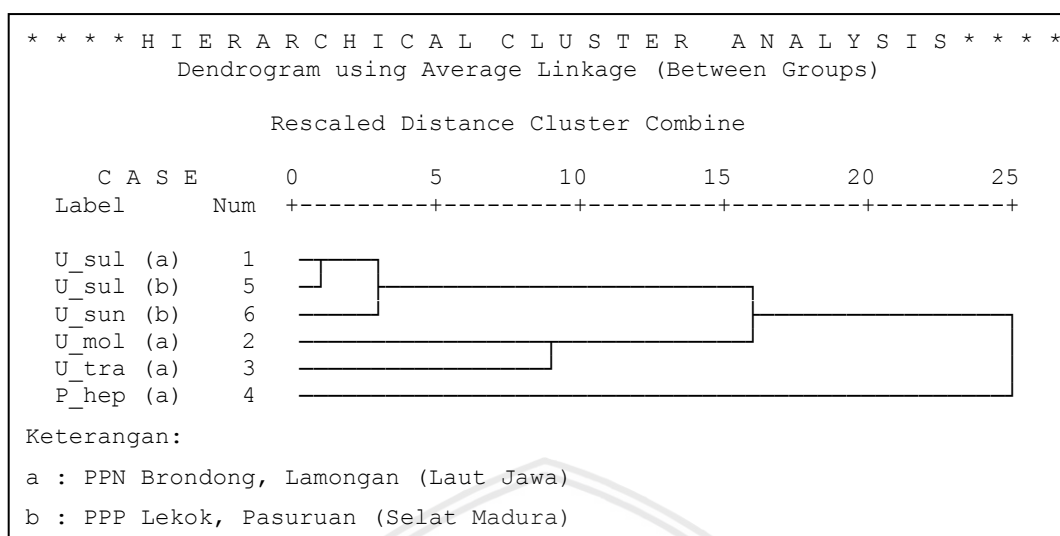 * * * * H I E R A R C H I C A L C L U S T E R A N A L Y S I S * * * *
Dendrogram using Average Linkage (Between Groups)
Rescaled Distance Cluster Combine
C A S E 0 5 10 15 20 25
Label Num +---------+---------+---------+---------+---------+
U_sul (a) 1
U_sul (b) 5
U_sun (b) 6
U_mol (a) 2
U_tra (a) 3
P_hep (a) 4
Keterangan:
a : PPN Brondong, Lamongan (Laut Jawa)
b : PPP Lekok, Pasuruan (Selat Madura)